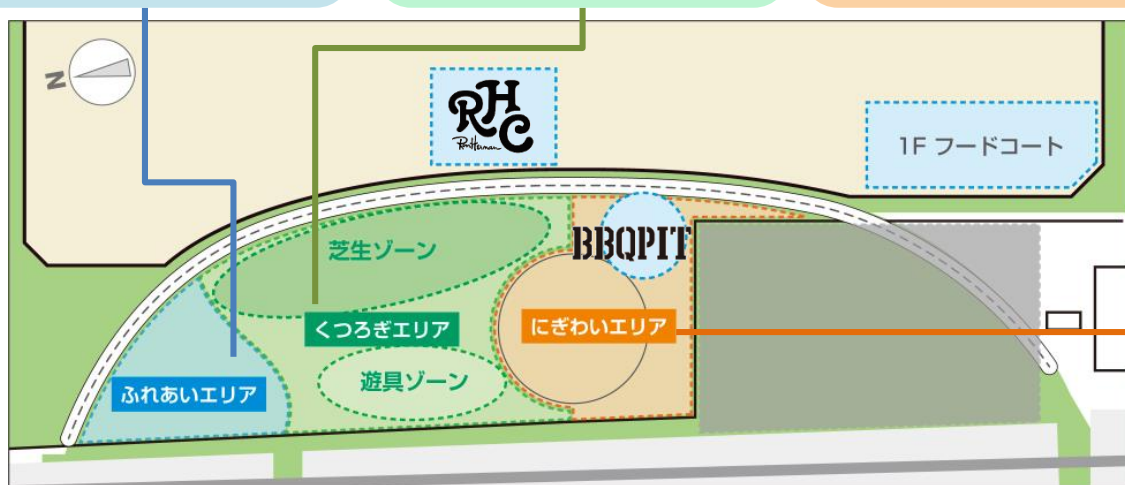 N
RHC
Ron Herman
1F フードコート
芝生ゾーン
BBQPIT
くつろぎエリア
にぎわいエリア
遊具ゾーン
ふれあいエリア